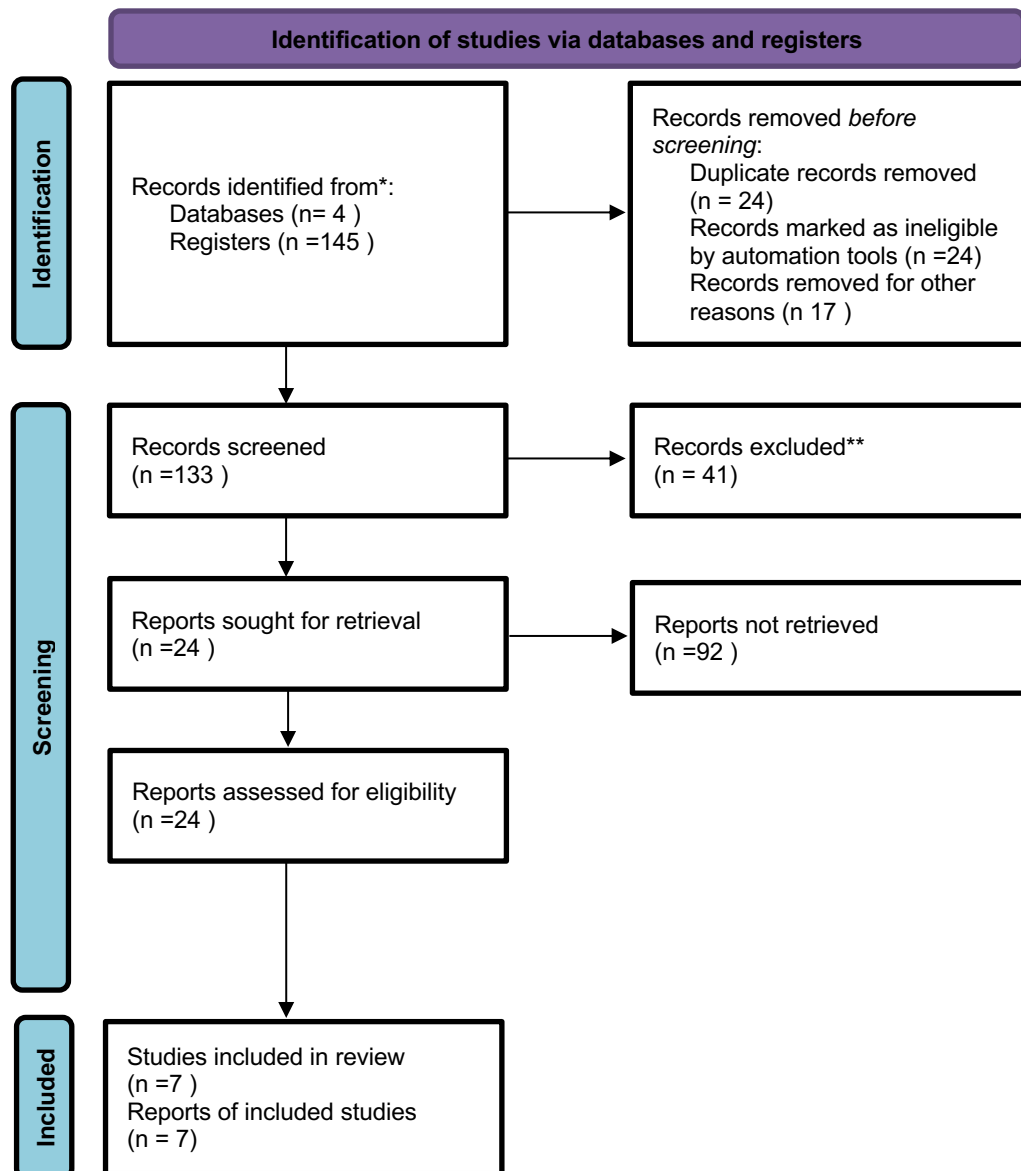 Identification of studies via databases and registers
Identification
Records identified from*:
Databases (n= 4 )
Registers (n =145 )
Records removed before
screening:
Duplicate records removed
(n = 24)
Records marked as ineligible
by automation tools (n =24)
Records removed for other
reasons (n 17 )
Screening
Records screened
(n =133 )
Records excluded**
(n = 41)
Reports sought for retrieval
(n =24 )
Reports not retrieved
(n =92 )
Reports assessed for eligibility
(n =24 )
Included
Studies included in review
(n =7 )
Reports of included studies
(n = 7)